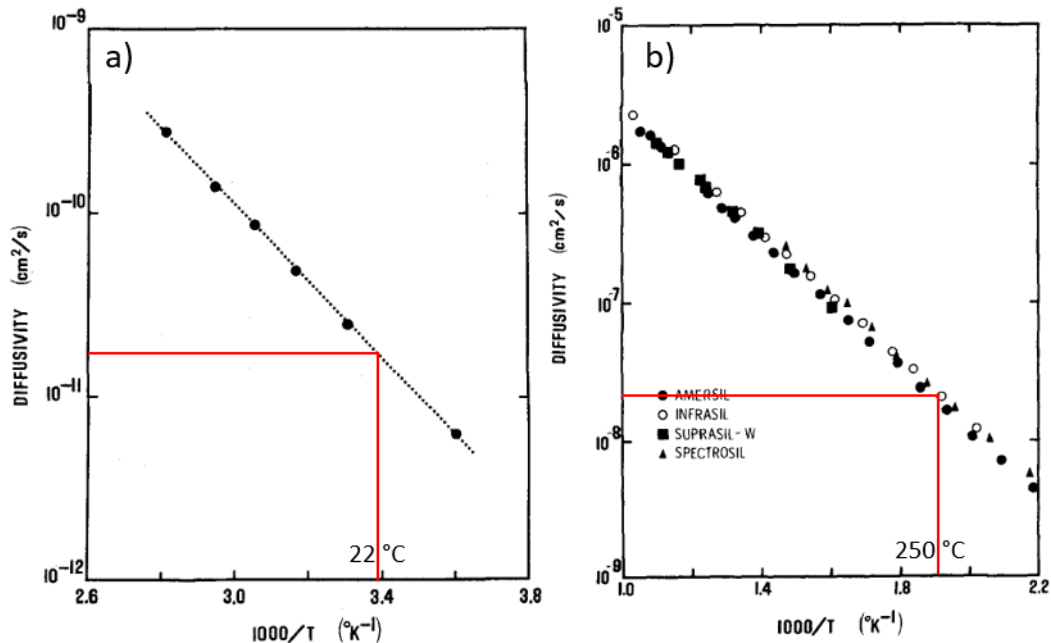 a)
10⁻⁹
10⁻¹⁰
10⁻¹¹
10⁻¹²
DIFFUSIVITY (cm²/s)
22 °C
2.6 3.0 3.4 3.8
1000/T (°K⁻¹)
b)
10⁻⁵
10⁻⁶
10⁻⁷
10⁻⁸
10⁻⁹
DIFFUSIVITY (cm²/s)
AMERSIL
INFRASIL
SUPRASIL-W
SPECTROSIL
250 °C
1.0 1.4 1.8 2.2
1000/T (°K⁻¹)